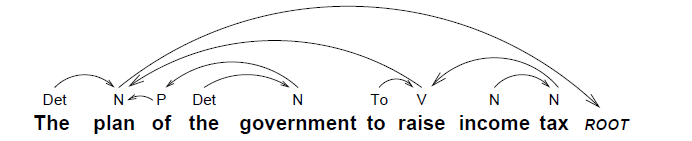 Det N P Det N To V N N
The plan of the government to raise income tax ROOT